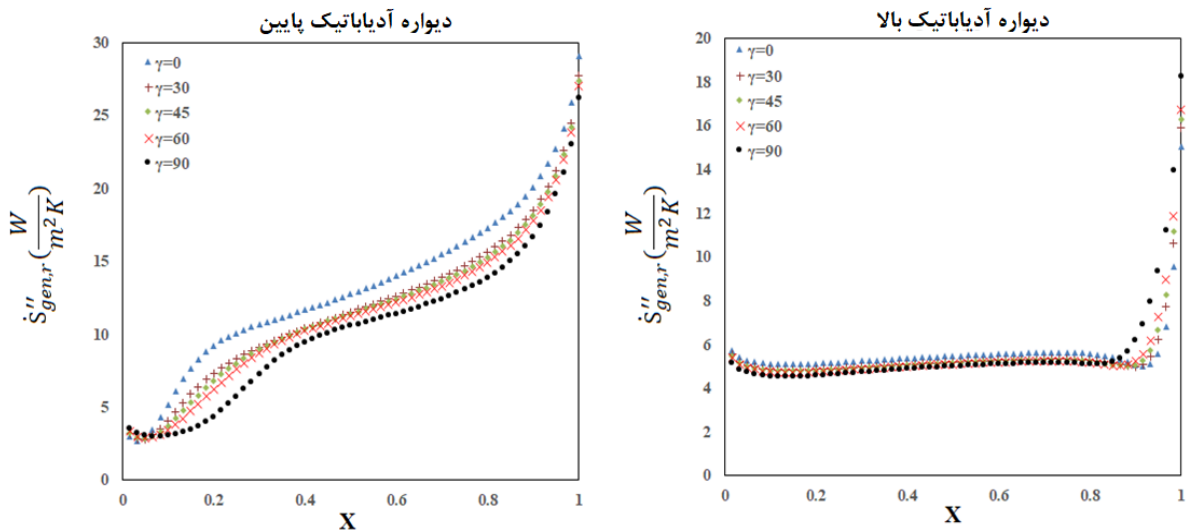 دیواره آدیاباتیک پایین
30
25
20
15
10
5
0
γ=0
γ=30
γ=45
γ=60
γ=90
Ṡ''gen,r (W/m²K)
0 0.2 0.4 0.6 0.8 1
X
دیواره آدیاباتیک بالا
20
18
16
14
12
10
8
6
4
2
0
γ=0
γ=30
γ=45
γ=60
γ=90
Ṡ''gen,r (W/m²K)
0 0.2 0.4 0.6 0.8 1
X